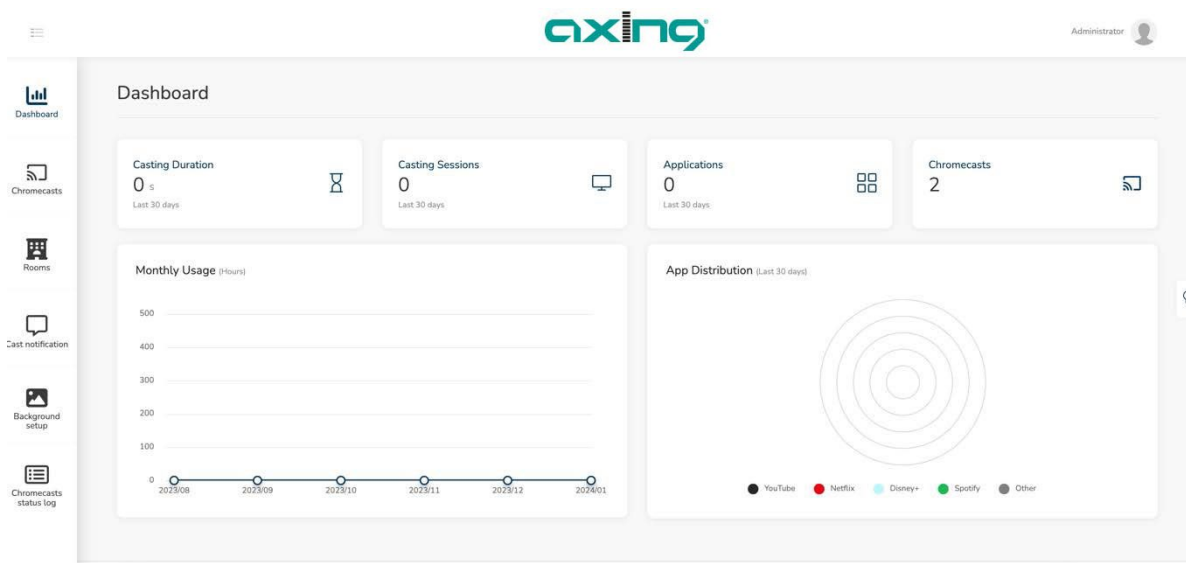 axing
Administrator
Dashboard
Chromecasts
Rooms
Cast notification
Background
setup
Chromecasts
status log
Dashboard
Casting Duration
0 s
Last 30 days
Casting Sessions
0
Last 30 days
Applications
0
Last 30 days
Chromecasts
2
Monthly Usage (Hours)
500
400
300
200
100
0
2023/08 2023/09 2023/10 2023/11 2023/12 2024/01
App Distribution (Last 30 days)
YouTube Netflix Disney+ Spotify Other